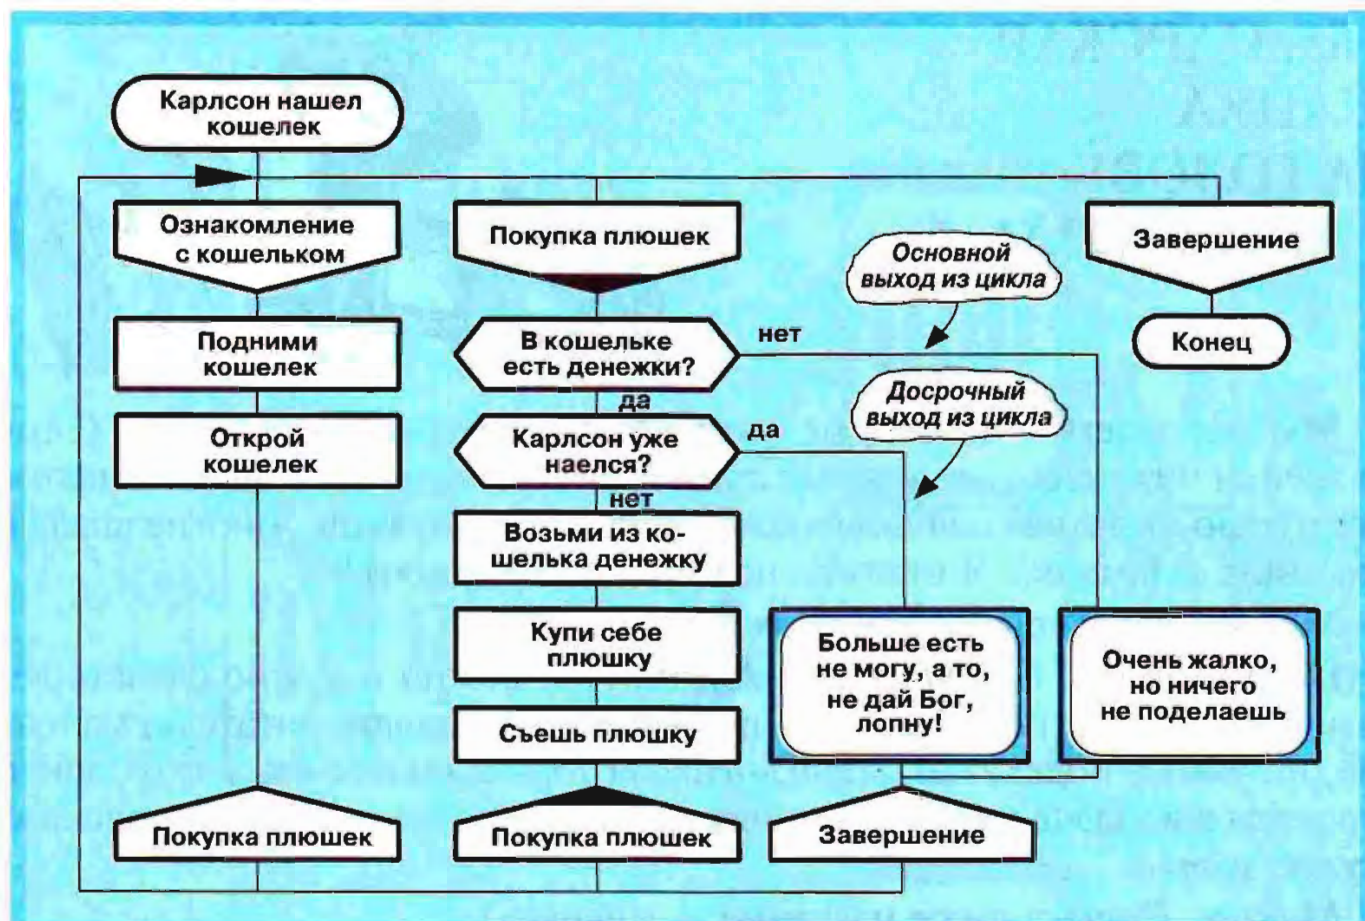 Карлсон нашел
кошелек
Ознакомление
с кошельком
Подними
кошелек
Открой
кошелек
Покупка плюшек
Покупка плюшек
В кошельке
есть денежки?
нет
да
Карлсон уже
наелся?
да
нет
Возьми из ко-
шелька денежку
Купи себе
плюшку
Съешь плюшку
Покупка плюшек
Основной
выход из цикла
Досрочный
выход из цикла
Больше есть
не могу, а то,
не дай Бог,
лопну!
Очень жалко,
но ничего
не поделаешь
Завершение
Завершение
Конец